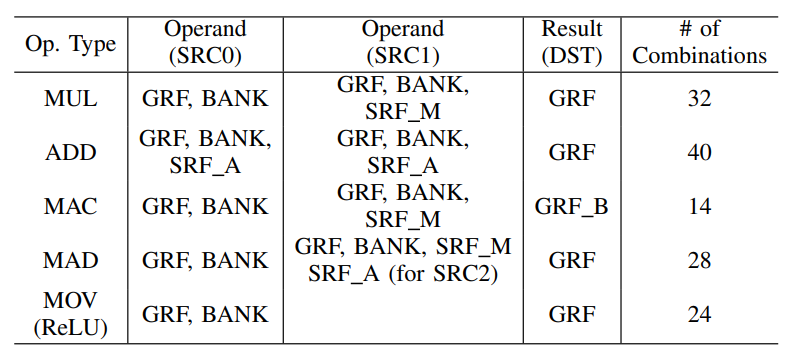 Op. Type | Operand (SRC0) | Operand (SRC1) | Result (DST) | # of Combinations
MUL | GRF, BANK | GRF, BANK, SRF_M | GRF | 32
ADD | GRF, BANK, SRF_A | GRF, BANK, SRF_A | GRF | 40
MAC | GRF, BANK | GRF, BANK, SRF_M | GRF_B | 14
MAD | GRF, BANK | GRF, BANK, SRF_M SRF_A (for SRC2) | GRF | 28
MOV (ReLU) | GRF, BANK | | GRF | 24